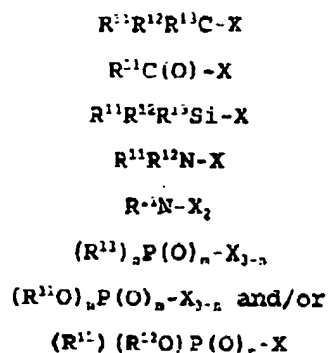 R¹¹R¹²R¹³C-X
R¹¹C(O)-X
R¹¹R¹²R¹³Si-X
R¹¹R¹²N-X
R¹¹N-X₂
(R¹¹)ₙP(O)ₘ-X₃₋ₙ
(R¹¹O)ₙP(O)ₘ-X₃₋ₙ and/or
(R¹¹)(R¹²O)P(O)ₘ-X